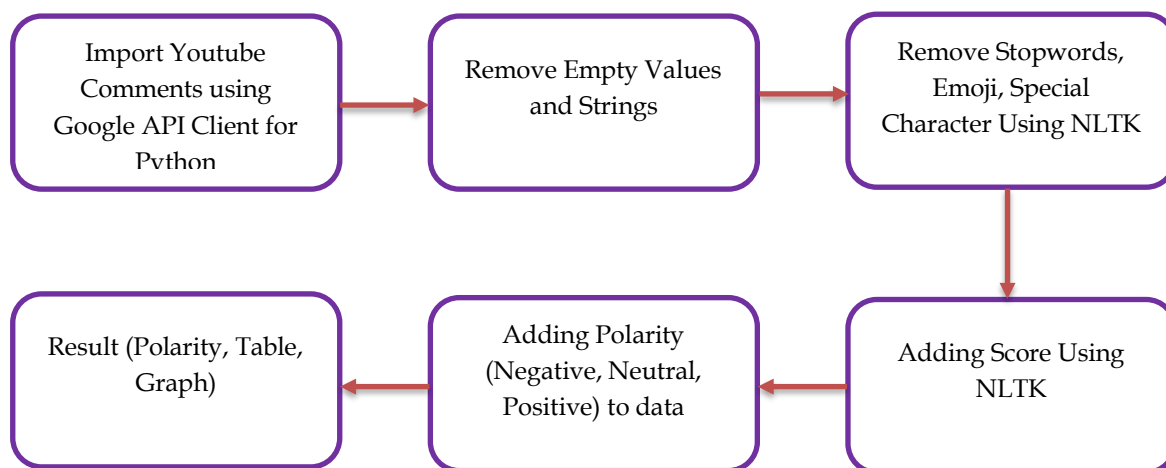 Import Youtube
Comments using
Google API Client for
Python
Remove Empty Values
and Strings
Remove Stopwords,
Emoji, Special
Character Using NLTK
Adding Score Using
NLTK
Adding Polarity
(Negative, Neutral,
Positive) to data
Result (Polarity, Table,
Graph)